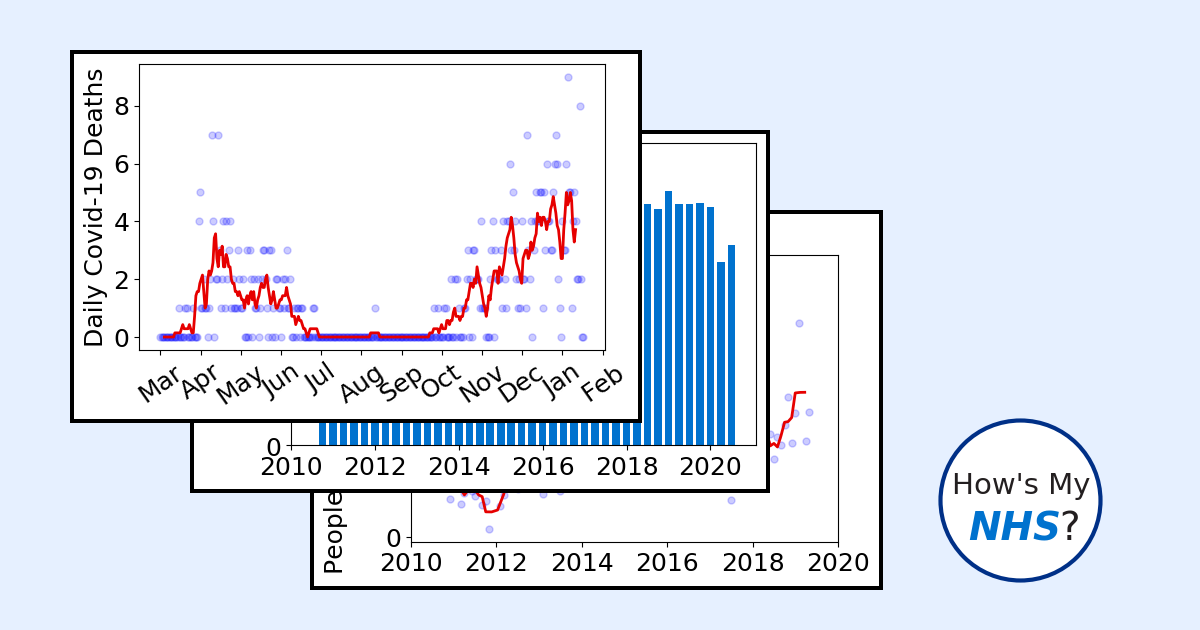 Daily Covid-19 Deaths
8
6
4
2
0
Mar Apr May Jun Jul Aug Sep Oct Nov Dec Jan Feb
0
2010 2012 2014 2016 2018 2020
People
0
2010 2012 2014 2016 2018 2020
How's My
NHS?